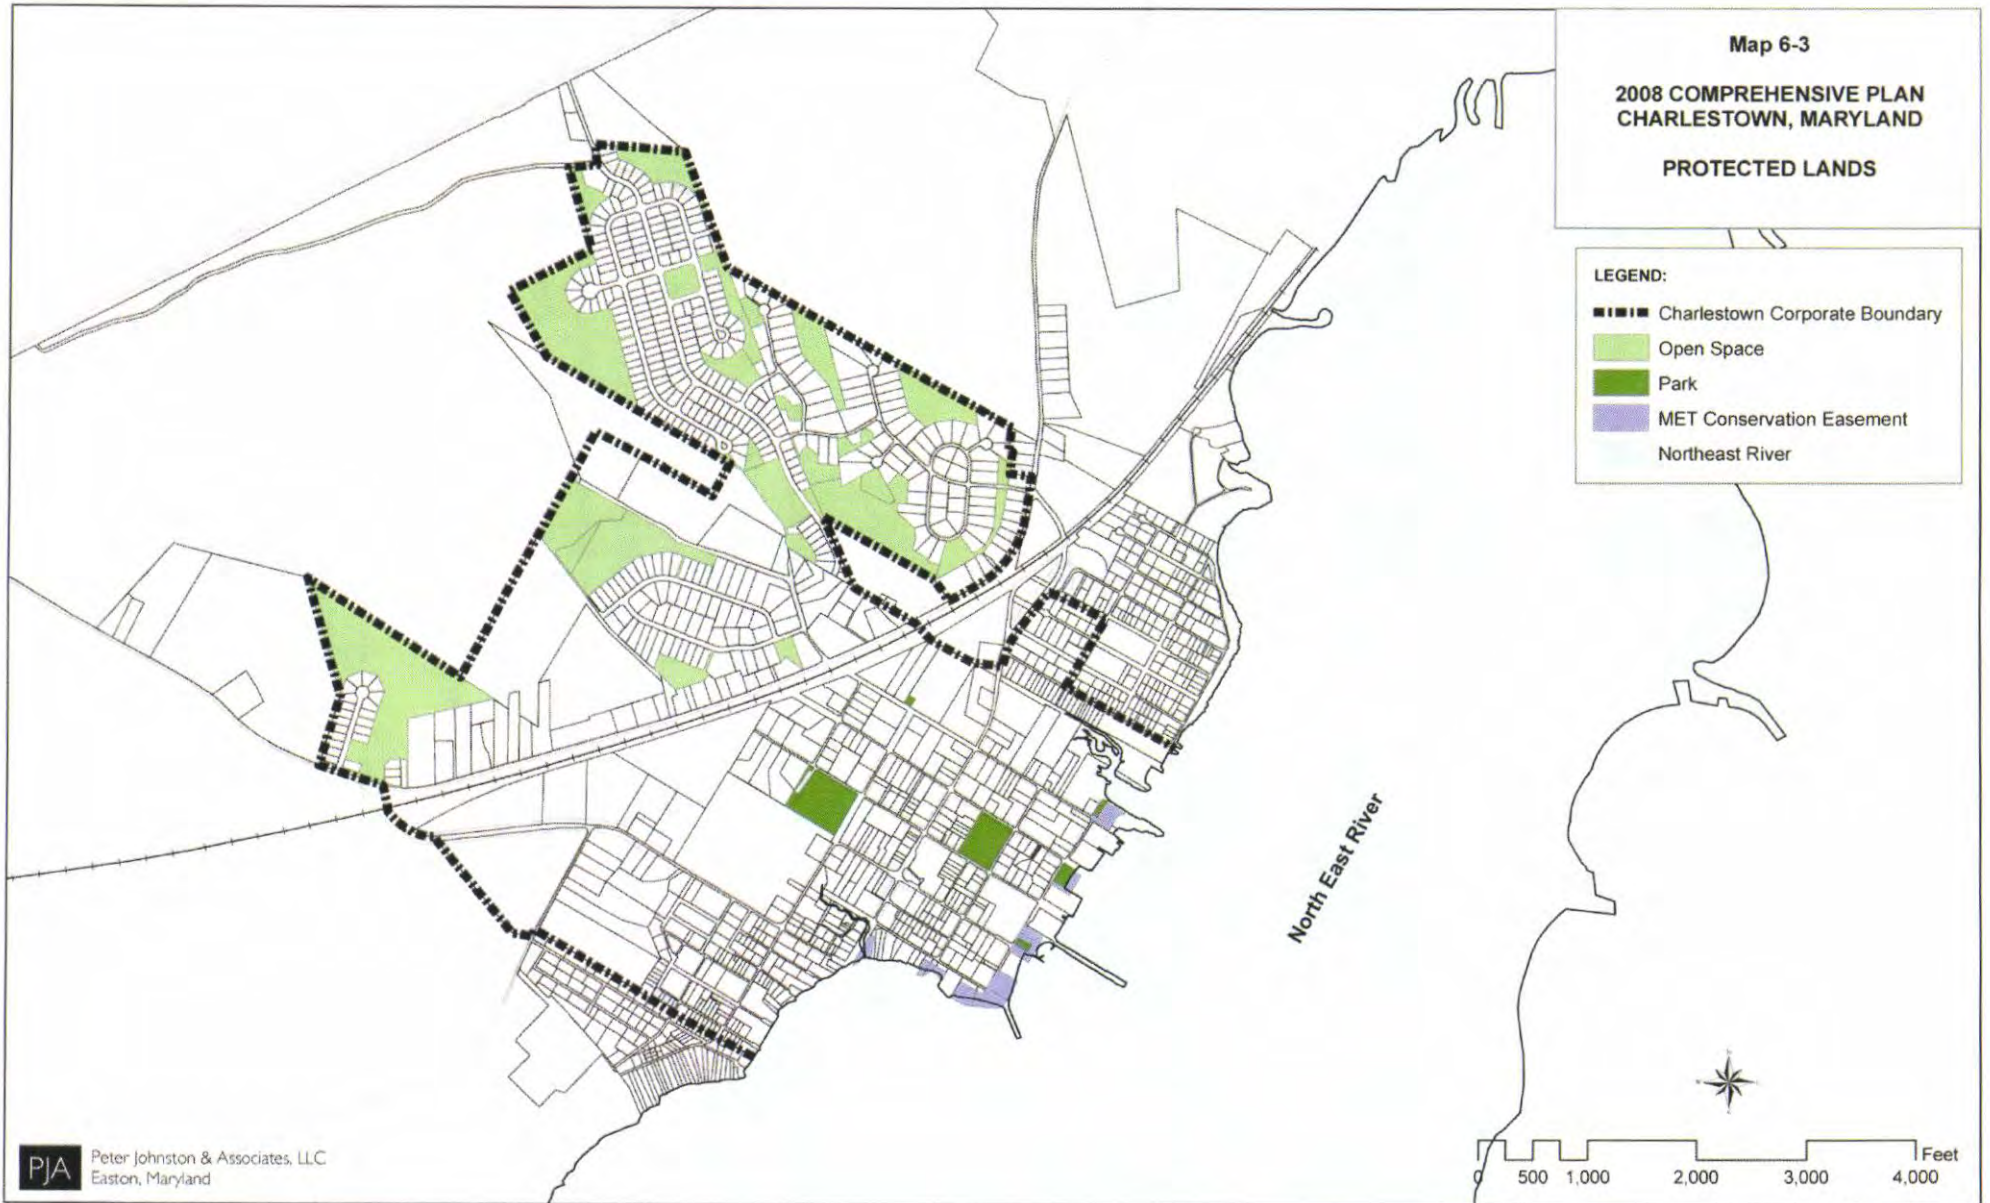 Map 6-3
2008 COMPREHENSIVE PLAN
CHARLESTOWN, MARYLAND
PROTECTED LANDS
LEGEND:
Charlestown Corporate Boundary
Open Space
Park
MET Conservation Easement
Northeast River
North East River
PJA
Peter Johnston & Associates, LLC
Easton, Maryland
Feet
0 500 1,000 2,000 3,000 4,000